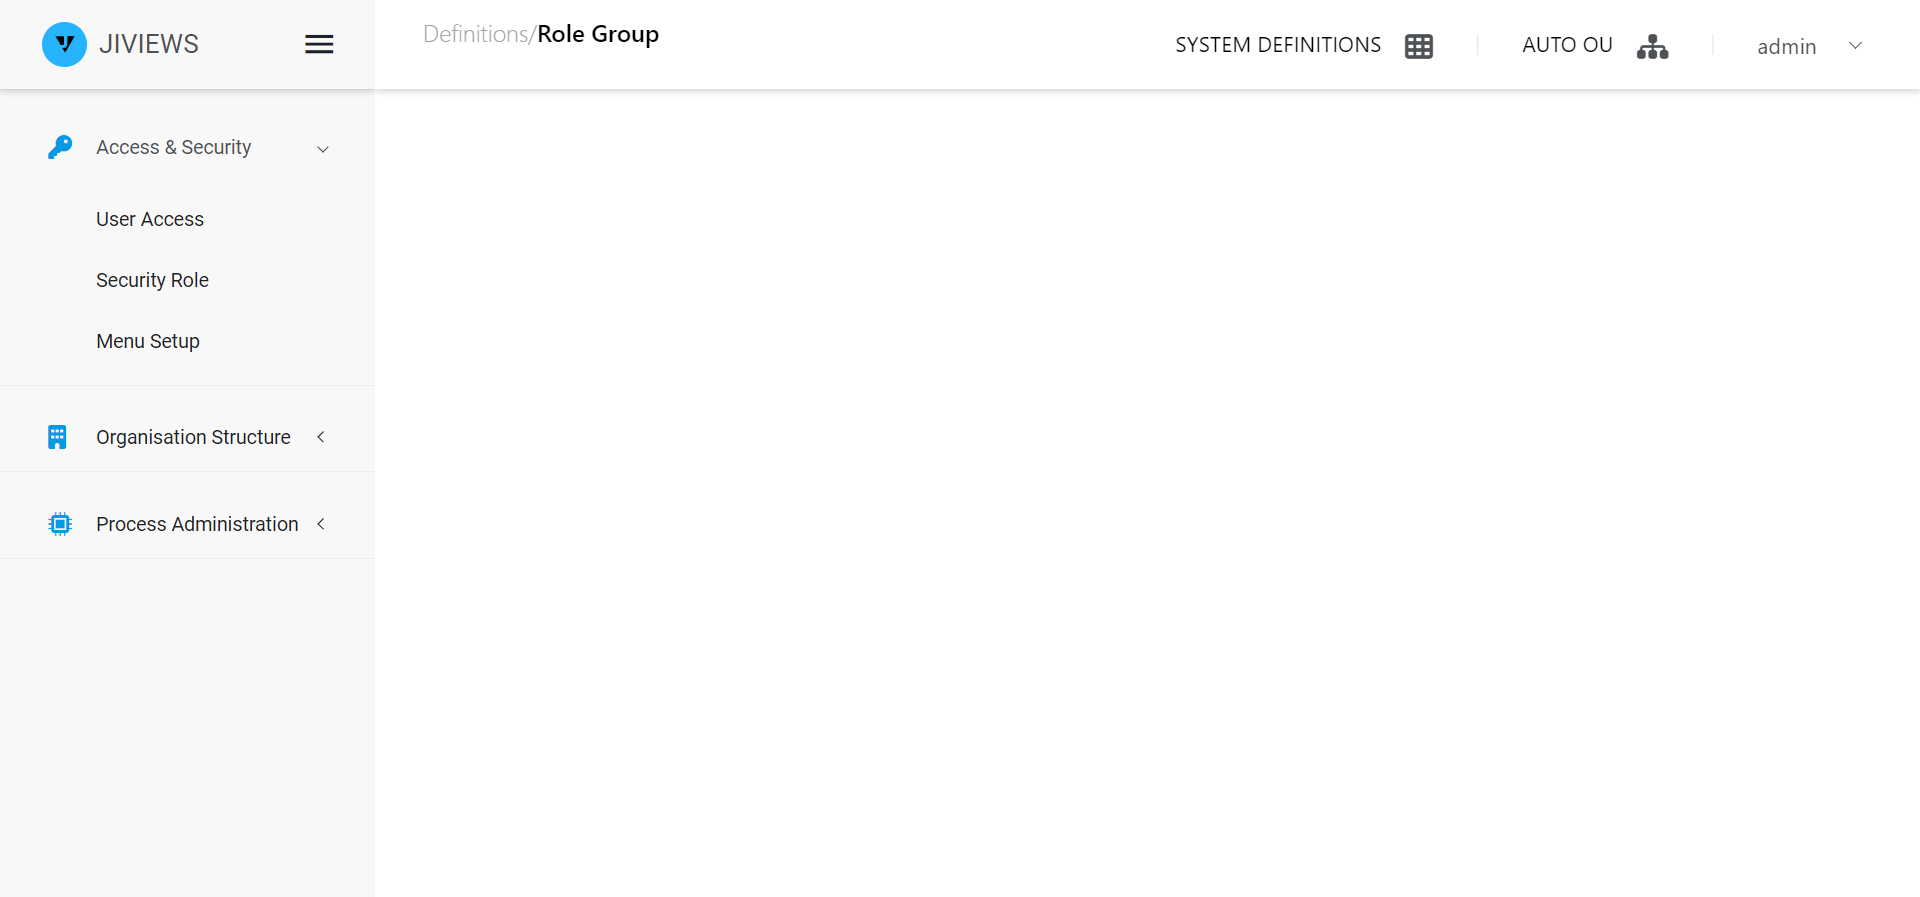 JIVIEWS
Definitions/Role Group
SYSTEM DEFINITIONS
AUTO OU
admin
Access & Security
User Access
Security Role
Menu Setup
Organisation Structure
Process Administration